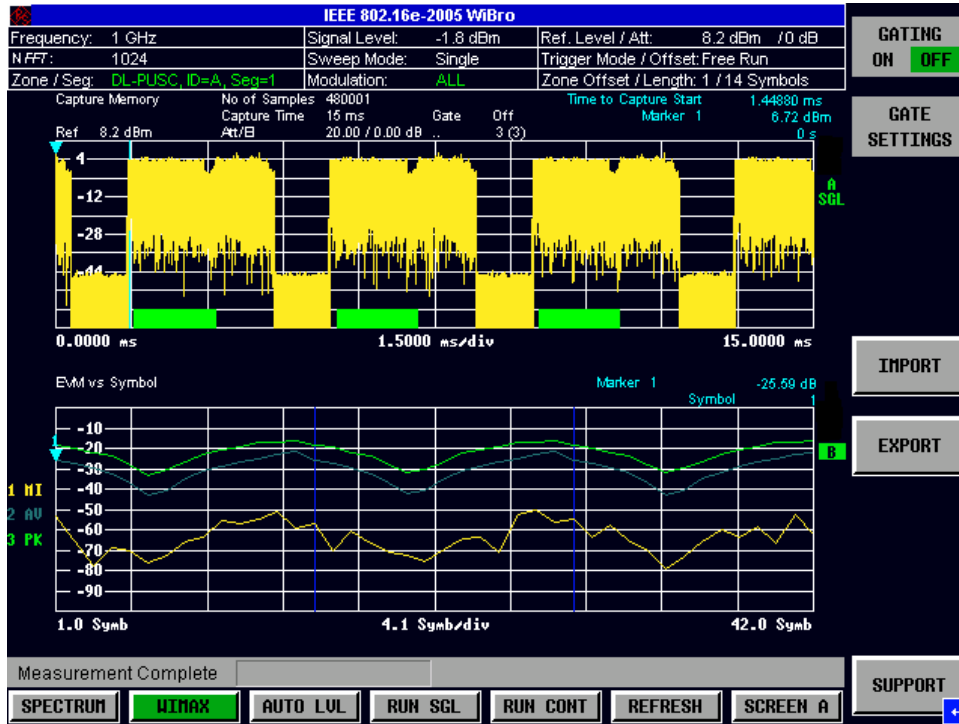 IEEE 802.16e-2005 WiBro
Frequency: 1 GHz Signal Level: -1.8 dBm Ref. Level / Att: 8.2 dBm /0 dB
N FFT: 1024 Sweep Mode: Single Trigger Mode / Offset: Free Run
Zone / Seg: DL-PUSC, ID=A, Seg=1 Modulation: ALL Zone Offset / Length: 1 / 14 Symbols
GATING
ON OFF
GATE
SETTINGS
Capture Memory No of Samples 480001 Time to Capture Start 1.44880 ms
Capture Time 15 ms Gate Off Marker 1 6.72 dBm
Ref 8.2 dBm Att/El 20.00 / 0.00 dB .. 3 (3) 0 s
4
-12
-28
-44
A
SGL
0.0000 ms 1.5000 ms/div 15.0000 ms
IMPORT
EVM vs Symbol Marker 1 -25.59 dB
Symbol 1
1
-10
-20
-30
-40
-50
-60
-70
-80
-90
B
1 MI
2 AV
3 PK
EXPORT
1.0 Symb 4.1 Symb/div 42.0 Symb
Measurement Complete
SUPPORT
SPECTRUM WIMAX AUTO LVL RUN SGL RUN CONT REFRESH SCREEN A